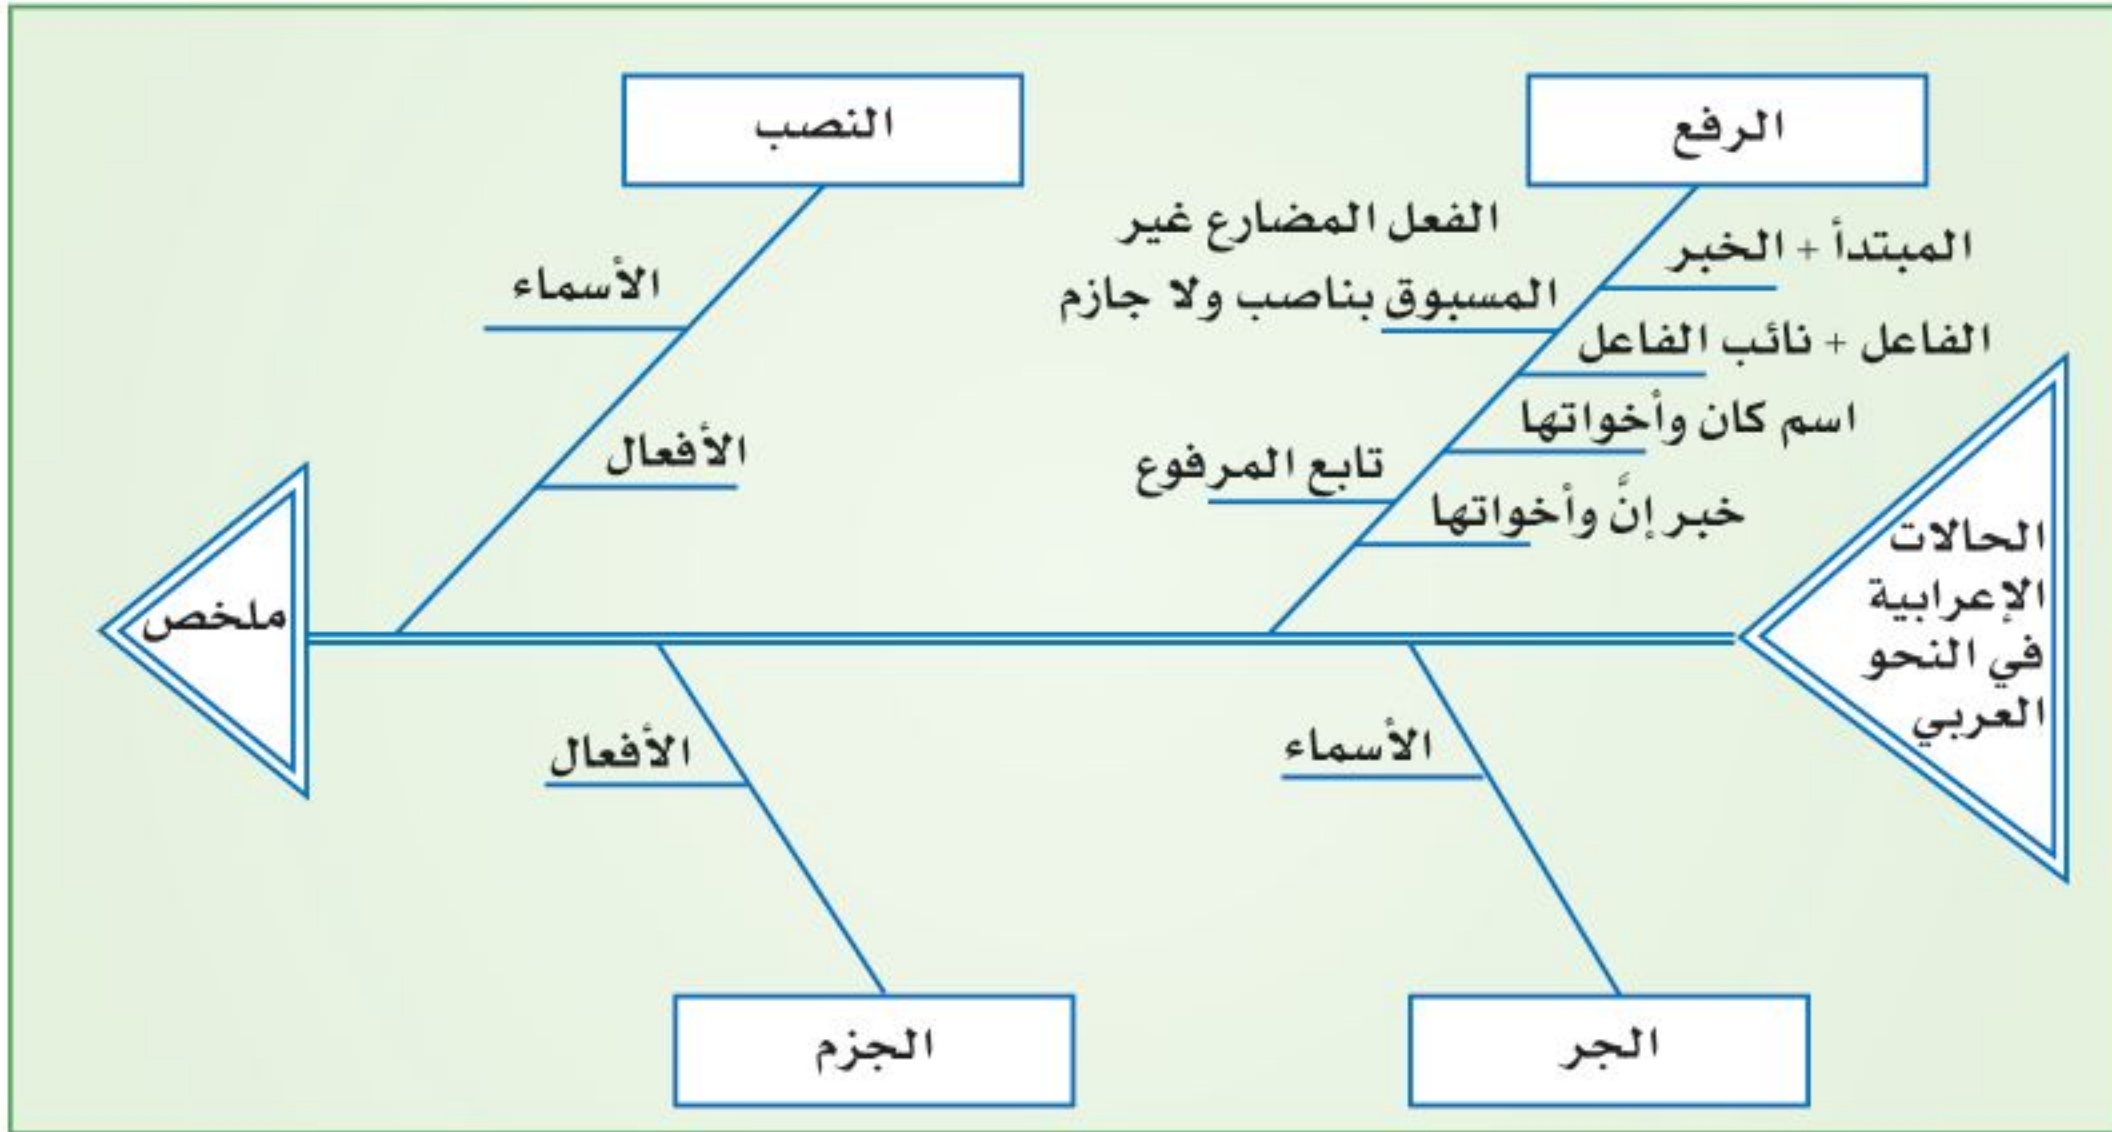 الحالات
الإعرابية
في النحو
العربي
الرفع
المبتدأ + الخبر
الفاعل + نائب الفاعل
اسم كان وأخواتها
خبر إنَّ وأخواتها
الفعل المضارع غير
المسبوق بناصب ولا جازم
تابع المرفوع
النصب
الأسماء
الأفعال
الجر
الأسماء
الجزم
الأفعال
ملخص